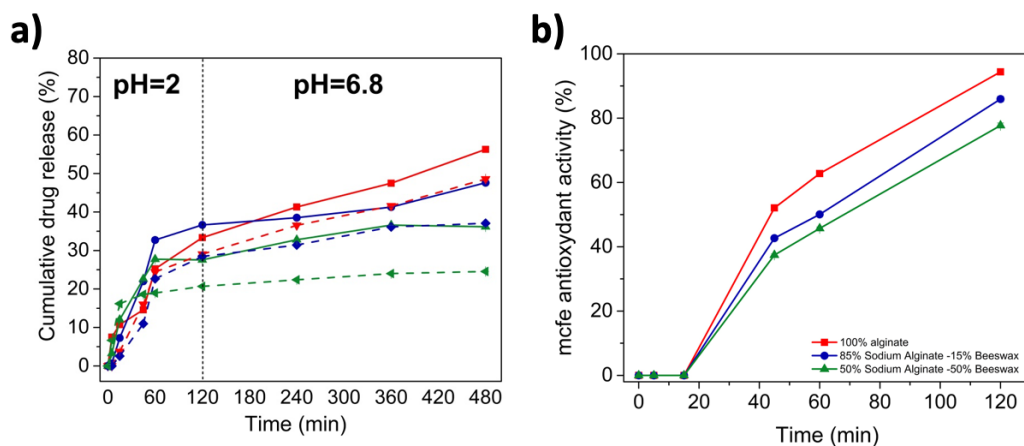 a)
80
70
60
50
40
30
20
10
0
Cumulative drug release (%)
pH=2
pH=6.8
0 60 120 180 240 300 360 420 480
Time (min)
b)
100
80
60
40
20
0
mcfe antioxydant activity (%)
100% alginate
85% Sodium Alginate -15% Beeswax
50% Sodium Alginate -50% Beeswax
0 20 40 60 80 100 120
Time (min)